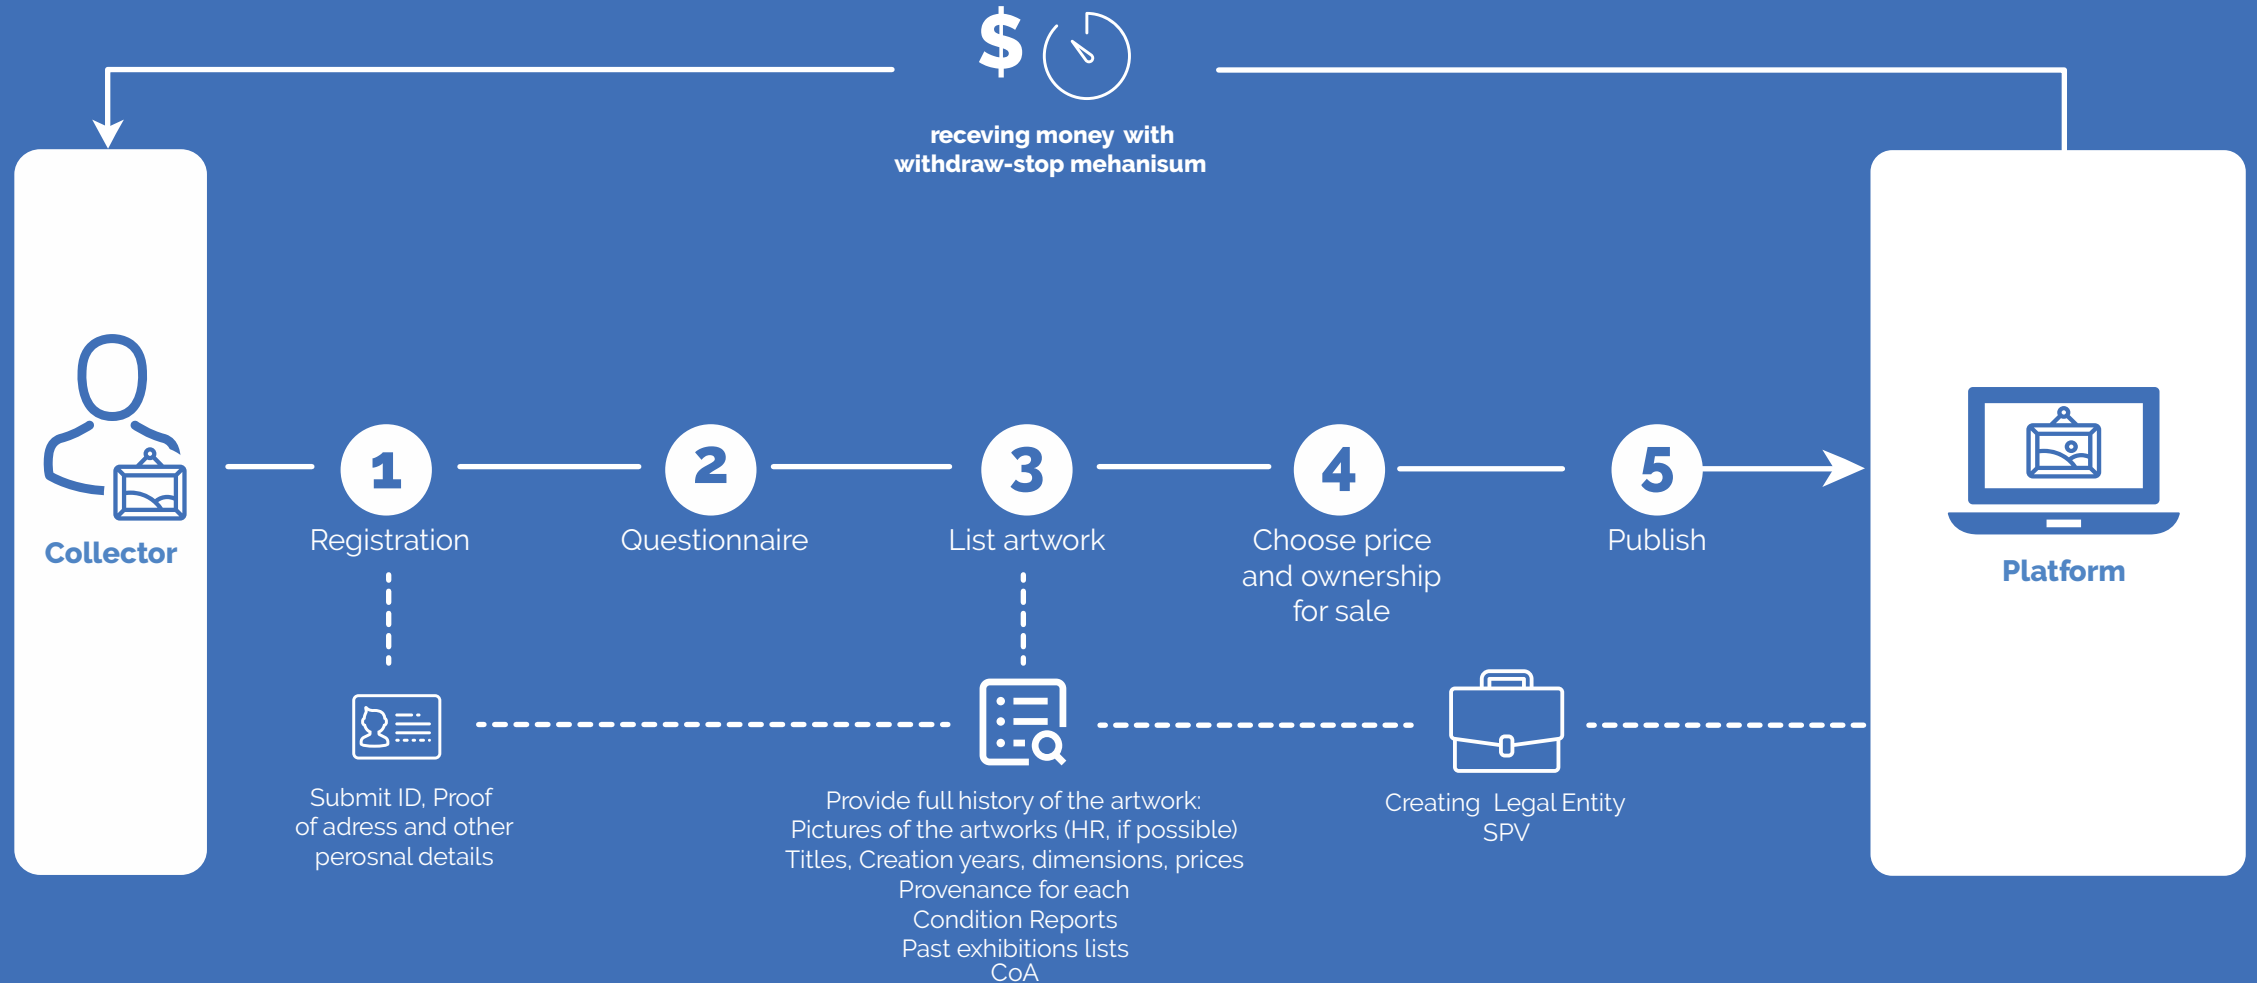 $
receving money with
withdraw-stop mehanisum
1
2
3
4
5
Collector
Registration
Questionnaire
List artwork
Choose price
and ownership
for sale
Publish
Platform
Submit ID, Proof
of adress and other
perosnal details
Provide full history of the artwork:
Pictures of the artworks (HR, if possible)
Titles, Creation years, dimensions, prices
Provenance for each
Condition Reports
Past exhibitions lists
CoA
Creating Legal Entity
SPV